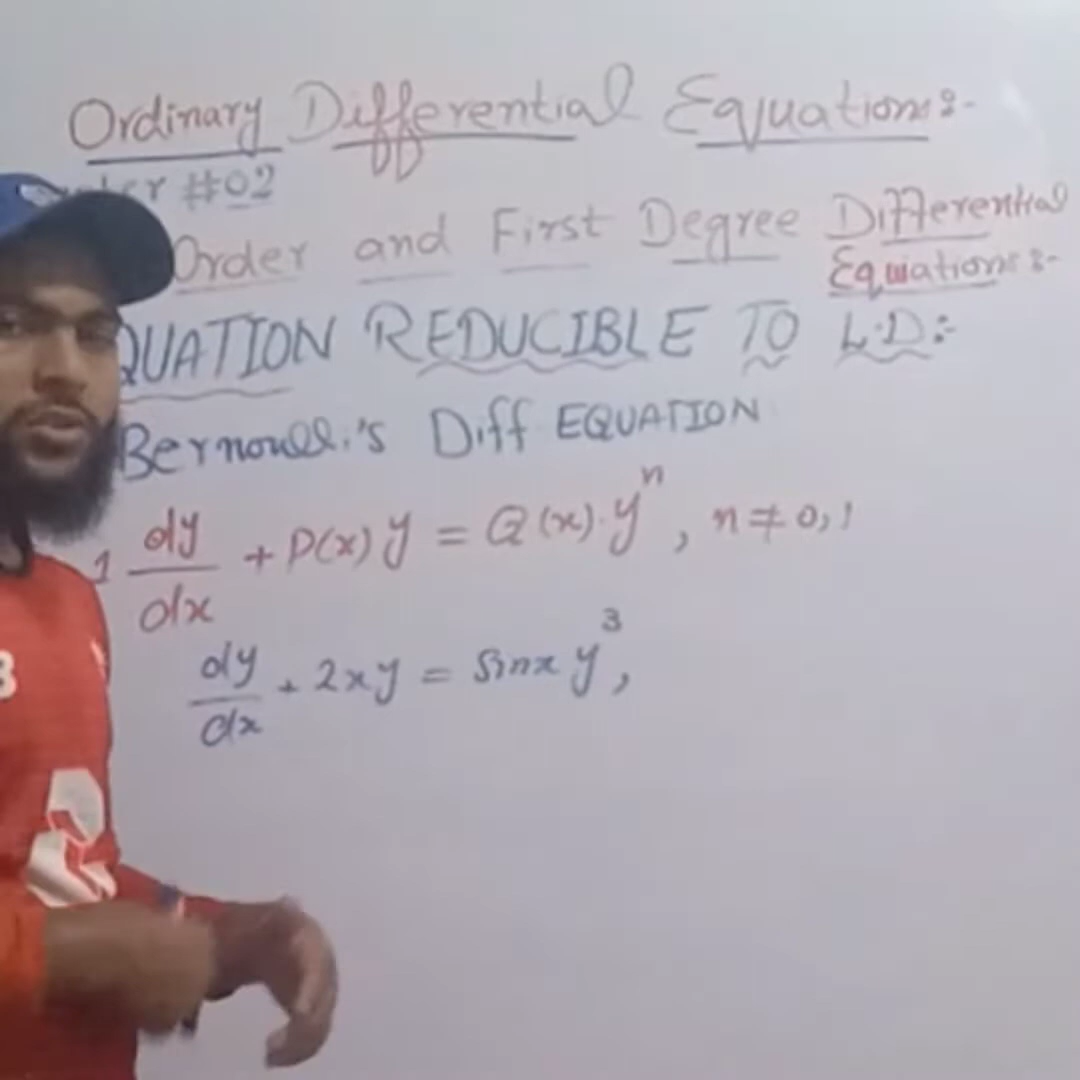 Ordinary Differential Equations:-
#02
Order and First Degree Differential
Equations:-
QUATION REDUCIBLE TO L.D:-
Bernoulli's Diff EQUATION
1 dy/dx + P(x) y = Q(x).y^n, n ≠ 0,1
dy/dx + 2xy = Sinx y^3,
3